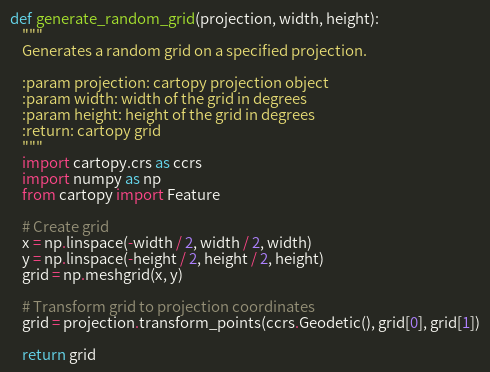 def generate_random_grid(projection, width, height):
    """
    Generates a random grid on a specified projection.

    :param projection: cartopy projection object
    :param width: width of the grid in degrees
    :param height: height of the grid in degrees
    :return: cartopy grid
    """
    import cartopy.crs as ccrs
    import numpy as np
    from cartopy import Feature

    # Create grid
    x = np.linspace(-width / 2, width / 2, width)
    y = np.linspace(-height / 2, height / 2, height)
    grid = np.meshgrid(x, y)

    # Transform grid to projection coordinates
    grid = projection.transform_points(ccrs.Geodetic(), grid[0], grid[1])

    return grid